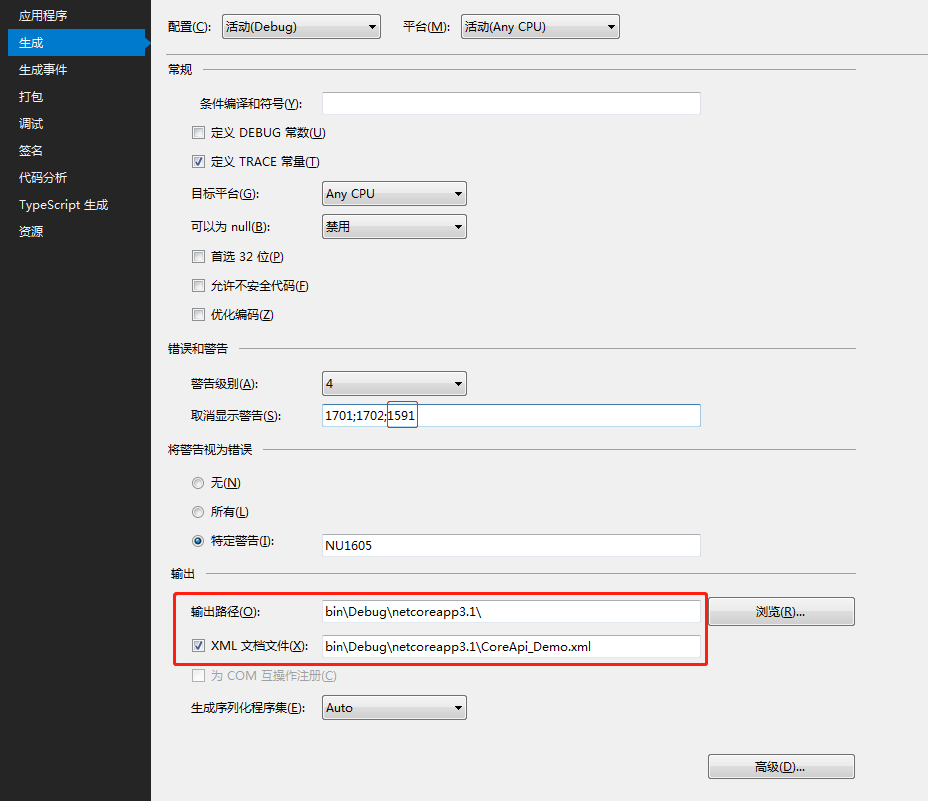 应用程序
生成
生成事件
打包
调试
签名
代码分析
TypeScript 生成
资源
配置(C): 活动(Debug) 平台(M): 活动(Any CPU)
常规
条件编译和符号(Y):
定义 DEBUG 常数(U)
定义 TRACE 常量(T)
目标平台(G): Any CPU
可以为 null(B): 禁用
首选 32 位(P)
允许不安全代码(F)
优化编码(Z)
错误和警告
警告级别(A): 4
取消显示警告(S): 1701;1702;1591
将警告视为错误
无(N)
所有(L)
特定警告(I): NU1605
输出
输出路径(O): bin\Debug\netcoreapp3.1\ 浏览(R)...
XML 文档文件(X): bin\Debug\netcoreapp3.1\CoreApi_Demo.xml
为 COM 互操作注册(C)
生成序列化程序集(E): Auto
高级(D)...